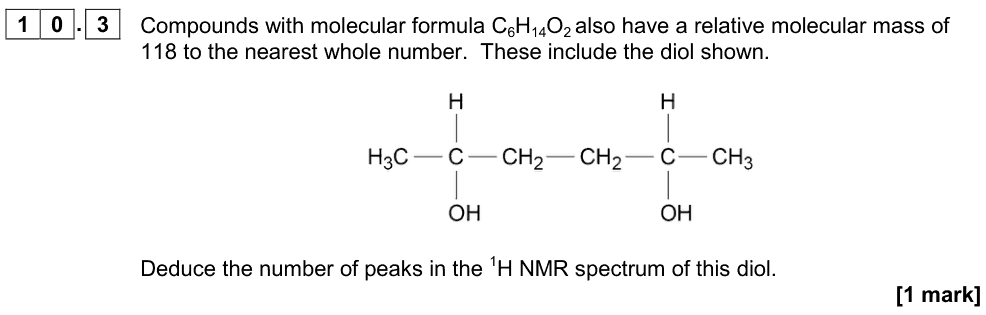 10.3 Compounds with molecular formula C₆H₁₄O₂ also have a relative molecular mass of
118 to the nearest whole number. These include the diol shown.
H H
H₃C — C — CH₂ — CH₂ — C — CH₃
OH OH
Deduce the number of peaks in the ¹H NMR spectrum of this diol.
[1 mark]